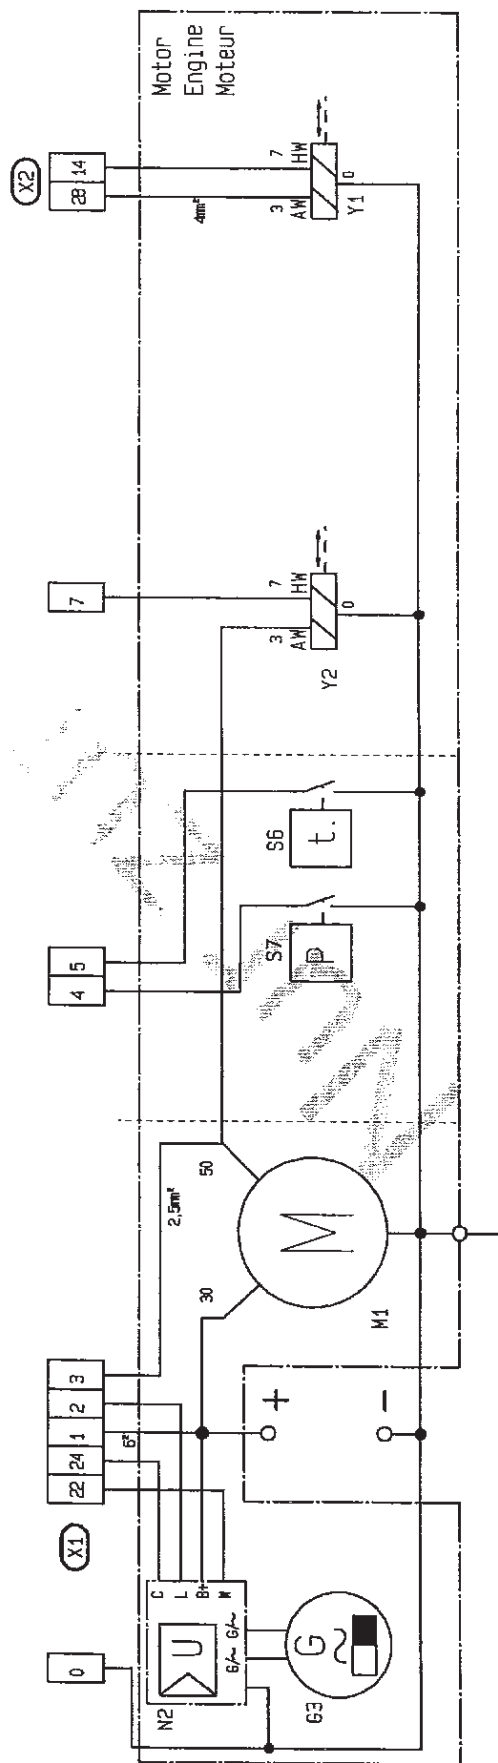 Motor
Engine
Moteur
X2
28 14
4mm²
3 7
AW HW
0
Y1
7
3 7
AW HW
0
Y2
4 5
S6
t.
S7
p
50
2,5mm²
30
M
M1
X1
22 24 1 2 3
6²
+
-
0
C
L
B+
W
U
G/~ G/~
N2
G
~
G3